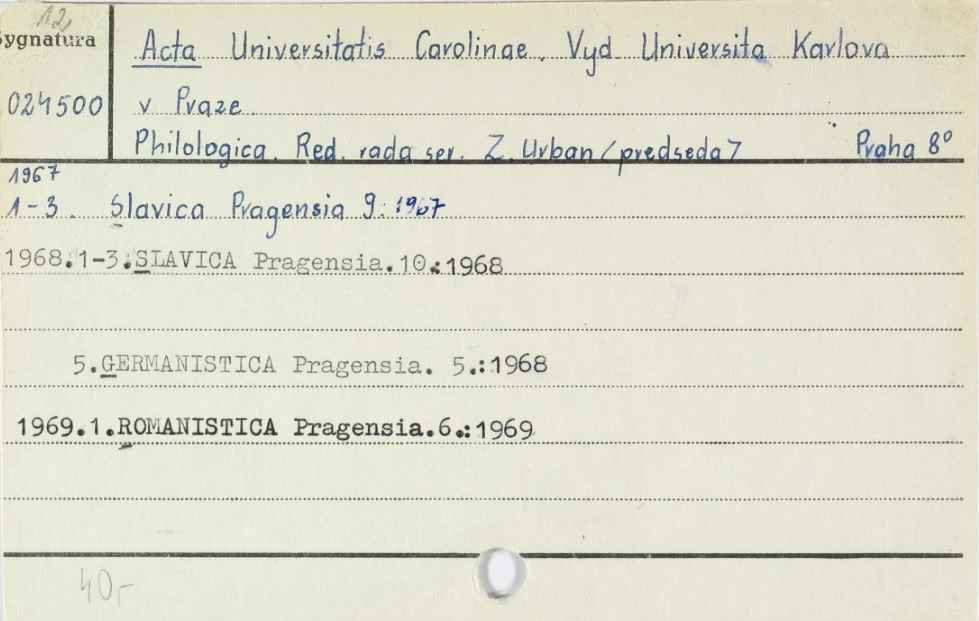 12
Sygnatura
Acta Universitatis Carolinae. Vyd Universita Karlova
024500
v Praze.
Philologica. Red. rada ser. Z. Urban /předseda/ Praha 8°
1967
1-3. Slavica Pragensia 9.:1967
1968.1-3.SLAVICA Pragensia.10.:1968
5.GERMANISTICA Pragensia. 5.:1968
1969.1.ROMANISTICA Pragensia.6.:1969
40,-